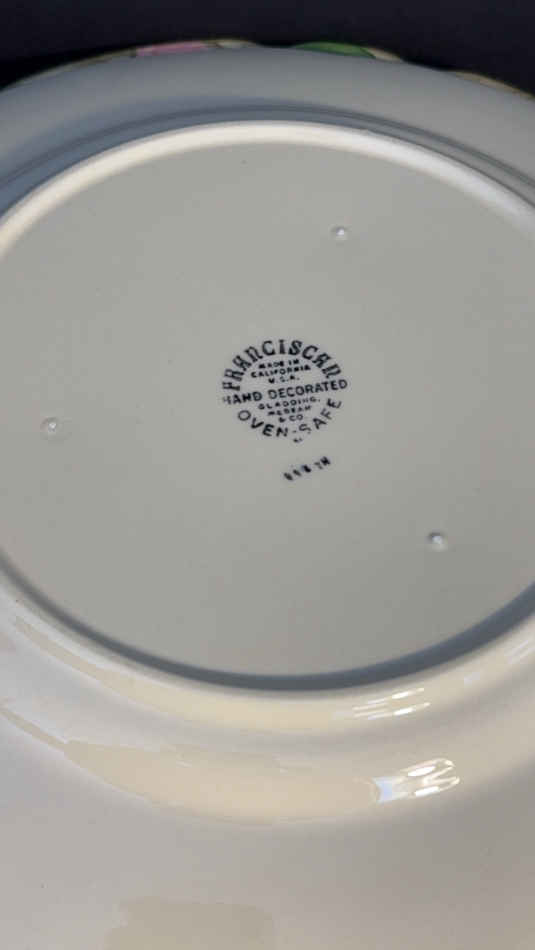 FRANCISCAN
MADE IN
CALIFORNIA
U.S.A.
HAND DECORATED
GLADDING,
McBEAN
& CO.
OVEN-SAFE